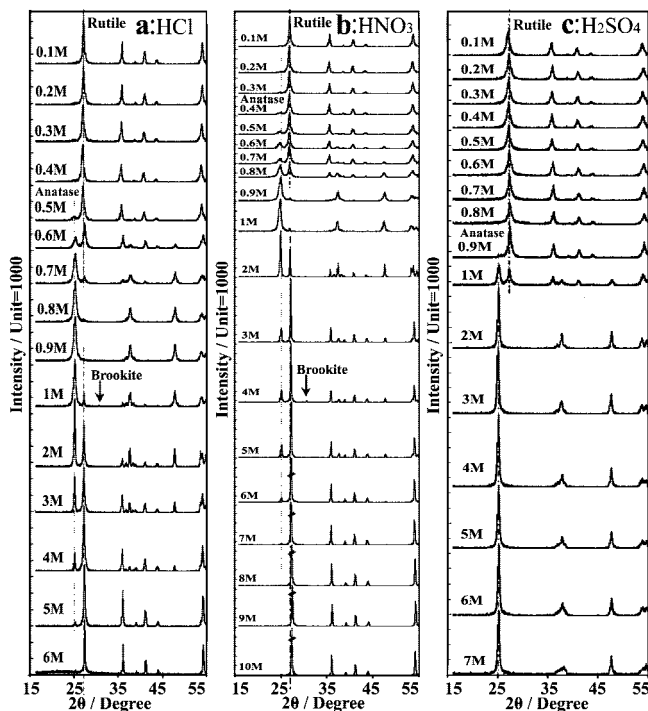 Rutile
a:HCl
0.1M
0.2M
0.3M
0.4M
Anatase
0.5M
0.6M
0.7M
0.8M
0.9M
Brookite
1M
2M
3M
4M
5M
6M
15 25 35 45 55
2θ / Degree
Intensity / Unit=1000
Rutile
b:HNO3
0.1M
0.2M
0.3M
Anatase
0.4M
0.5M
0.6M
0.7M
0.8M
0.9M
1M
2M
3M
4M
Brookite
5M
6M
7M
8M
9M
10M
15 25 35 45 55
2θ / Degree
Intensity / Unit=1000
Rutile
c:H2SO4
0.1M
0.2M
0.3M
0.4M
0.5M
0.6M
0.7M
0.8M
Anatase
0.9M
1M
2M
3M
4M
5M
6M
7M
15 25 35 45 55
2θ / Degree
Intensity / Unit=1000